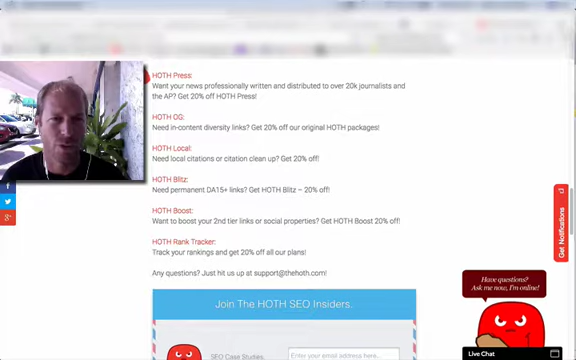 HOTH Press:
Want your news professionally written and distributed to over 20k journalists and
the AP? Get 20% off HOTH Press!
HOTH OG:
Need in-content diversity links? Get 20% off our original HOTH packages!
HOTH Local:
Need local citations or citation clean up? Get 20% off!
HOTH Blitz:
Need permanent DA15+ links? Get HOTH Blitz – 20% off!
HOTH Boost:
Want to boost your 2nd tier links or social properties? Get HOTH Boost 20% off!
HOTH Rank Tracker:
Track your rankings and get 20% off all our plans!
Any questions? Just hit us up at support@thehoth.com!
Join The HOTH SEO Insiders.
SEO Case Studies,
Enter your email address here...
Get Notifications
Have questions?
Ask me now, I'm online!
Live Chat